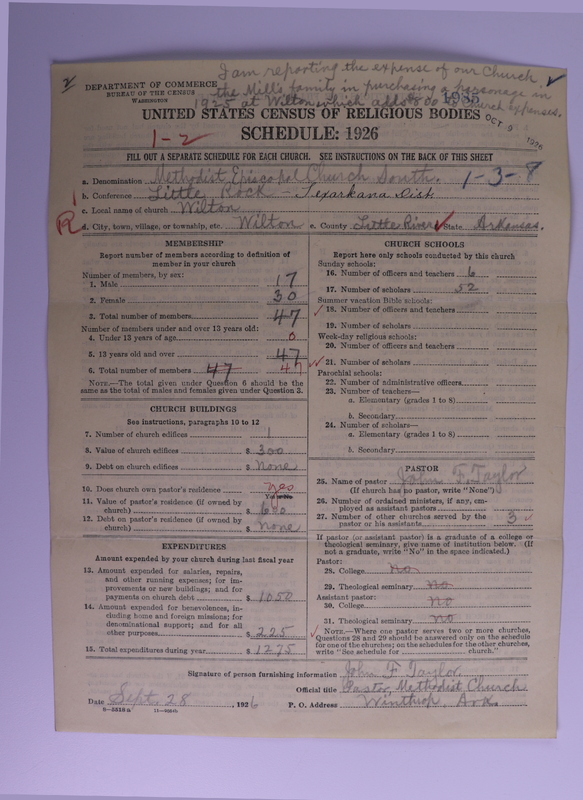 2
I am reporting the expense of our Church
DEPARTMENT OF COMMERCE
BUREAU OF THE CENSUS
WASHINGTON
the Mills family in purchasing a parsonage in
1925 at Wilton which adds $800 to church expenses.
UNITED STATES CENSUS OF RELIGIOUS BODIES
OCT 9 1926
SCHEDULE: 1926
1-2
FILL OUT A SEPARATE SCHEDULE FOR EACH CHURCH. SEE INSTRUCTIONS ON THE BACK OF THIS SHEET
a. Denomination Methodist Episcopal Church South. 1-3-8
b. Conference Little Rock - Texarkana Dist
c. Local name of church Wilton
R
d. City, town, village, or township, etc. Wilton e. County Little River State Arkansas.
MEMBERSHIP
Report number of members according to definition of
member in your church
Number of members, by sex:
1. Male 17
2. Female 30
3. Total number of members 47
Number of members under and over 13 years old:
4. Under 13 years of age 0
5. 13 years old and over 47
6. Total number of members 47 47
NOTE.—The total given under Question 6 should be
the same as the total of males and females given under Question 3.
CHURCH BUILDINGS
See instructions, paragraphs 10 to 12
7. Number of church edifices 1
8. Value of church edifices $ 300
9. Debt on church edifices $ None
10. Does church own pastor's residence yes
11. Value of pastor's residence (if owned by
church) $ 600
12. Debt on pastor's residence (if owned by
church) $ none
EXPENDITURES
Amount expended by your church during last fiscal year
13. Amount expended for salaries, repairs,
and other running expenses; for im-
provements or new buildings; and for
payments on church debt $ 1050
14. Amount expended for benevolences, in-
cluding home and foreign missions; for
denominational support; and for all
other purposes $ 225
15. Total expenditures during year $ 1275
CHURCH SCHOOLS
Report here only schools conducted by this church
Sunday schools:
16. Number of officers and teachers 6
17. Number of scholars 52
Summer vacation Bible schools:
18. Number of officers and teachers
19. Number of scholars
Week-day religious schools:
20. Number of officers and teachers
21. Number of scholars
Parochial schools:
22. Number of administrative officers
23. Number of teachers—
a. Elementary (grades 1 to 8)
b. Secondary
24. Number of scholars—
a. Elementary (grades 1 to 8)
b. Secondary
PASTOR
25. Name of pastor John F. Taylor
(If church has no pastor, write "None")
26. Number of ordained ministers, if any, em-
ployed as assistant pastors
27. Number of other churches served by the
pastor or his assistants 3
If pastor (or assistant pastor) is a graduate of a college or
theological seminary, give name of institution below. (If
not a graduate, write "No" in the space indicated.)
Pastor:
28. College No
29. Theological seminary No
Assistant pastor:
30. College No
31. Theological seminary No
NOTE.—Where one pastor serves two or more churches,
Questions 28 and 29 should be answered only on the schedule
for one of the churches; on the schedules for the other churches,
write "See schedule for church."
Signature of person furnishing information John F. Taylor
Official title Pastor, Methodist Church
Date Sept. 28, 1926 P. O. Address Winthrop, Ark.